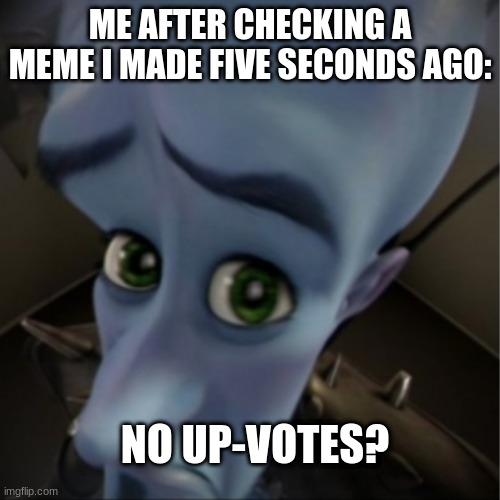 ME AFTER CHECKING A
MEME I MADE FIVE SECONDS AGO:
NO UP-VOTES?
imgflip.com